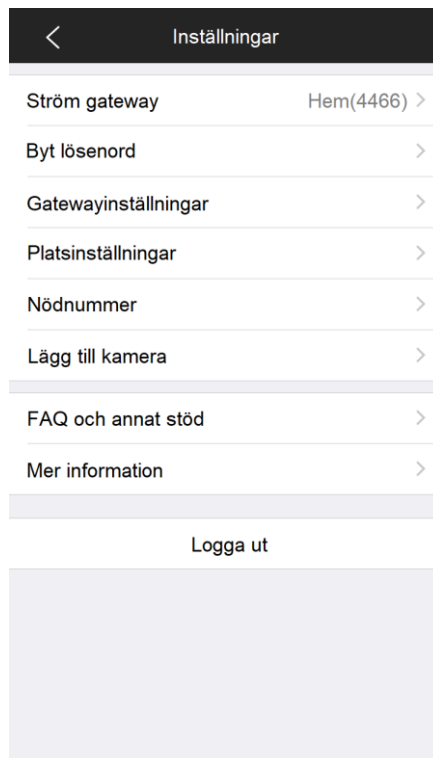 Inställningar
Ström gateway Hem(4466)
Byt lösenord
Gatewayinställningar
Platsinställningar
Nödnummer
Lägg till kamera
FAQ och annat stöd
Mer information
Logga ut